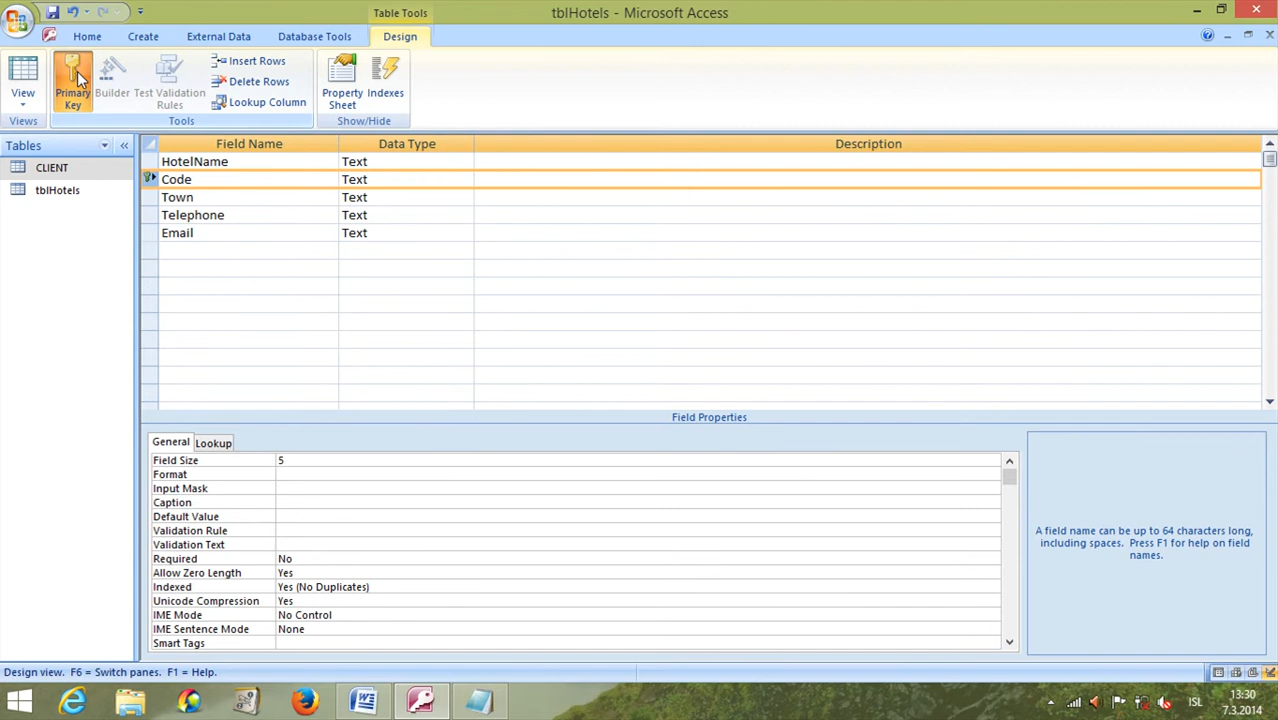 Table Tools
tblHotels - Microsoft Access
Home
Create
External Data
Database Tools
Design
View
Primary
Key
Builder
Test Validation
Rules
Insert Rows
Delete Rows
Lookup Column
Property
Sheet
Indexes
Views
Tools
Show/Hide
Tables
CLIENT
tblHotels
Field Name
Data Type
Description
HotelName
Text
Code
Text
Town
Text
Telephone
Text
Email
Text
Field Properties
General
Lookup
Field Size
5
Format
Input Mask
Caption
Default Value
Validation Rule
Validation Text
Required
No
Allow Zero Length
Yes
Indexed
Yes (No Duplicates)
Unicode Compression
Yes
IME Mode
No Control
IME Sentence Mode
None
Smart Tags
A field name can be up to 64 characters long,
including spaces. Press F1 for help on field
names.
Design view. F6 = Switch panes. F1 = Help.
ISL
13:30
7.3.2014